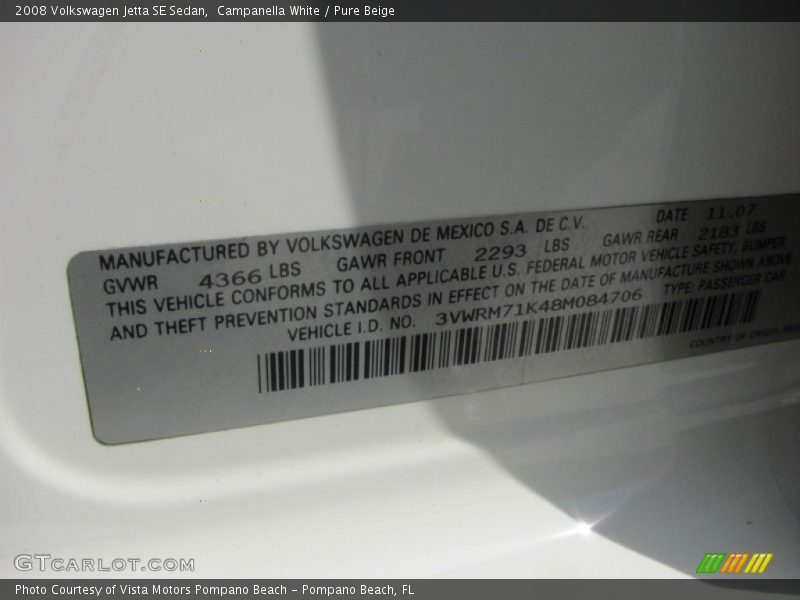 2008 Volkswagen Jetta SE Sedan, Campanella White / Pure Beige
MANUFACTURED BY VOLKSWAGEN DE MEXICO S.A. DE C.V. DATE 11.07
GVWR 4366 LBS GAWR FRONT 2293 LBS GAWR REAR 2183 LBS
THIS VEHICLE CONFORMS TO ALL APPLICABLE U.S. FEDERAL MOTOR VEHICLE SAFETY, BUMPER,
AND THEFT PREVENTION STANDARDS IN EFFECT ON THE DATE OF MANUFACTURE SHOWN ABOVE.
VEHICLE I.D. NO. 3VWRM71K48M084706 TYPE: PASSENGER CAR
COUNTRY OF ORIGIN:
GTCARLOT.COM
Photo Courtesy of Vista Motors Pompano Beach - Pompano Beach, FL